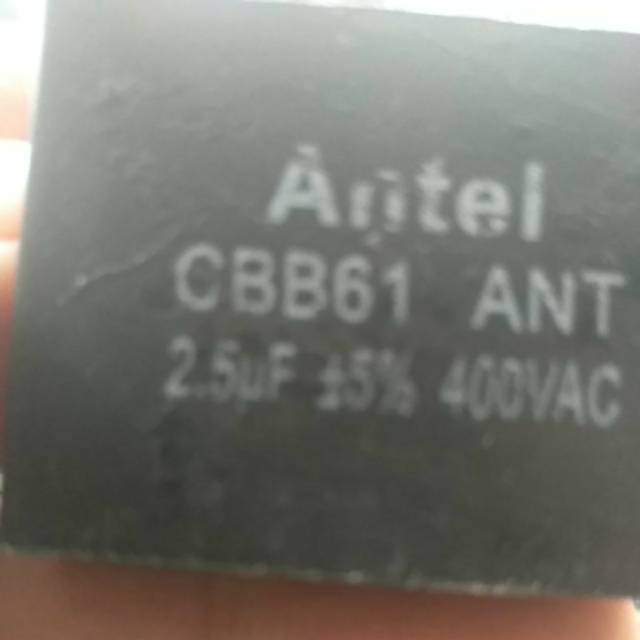 Antel
CBB61 ANT
2.5uF ±5% 400VAC